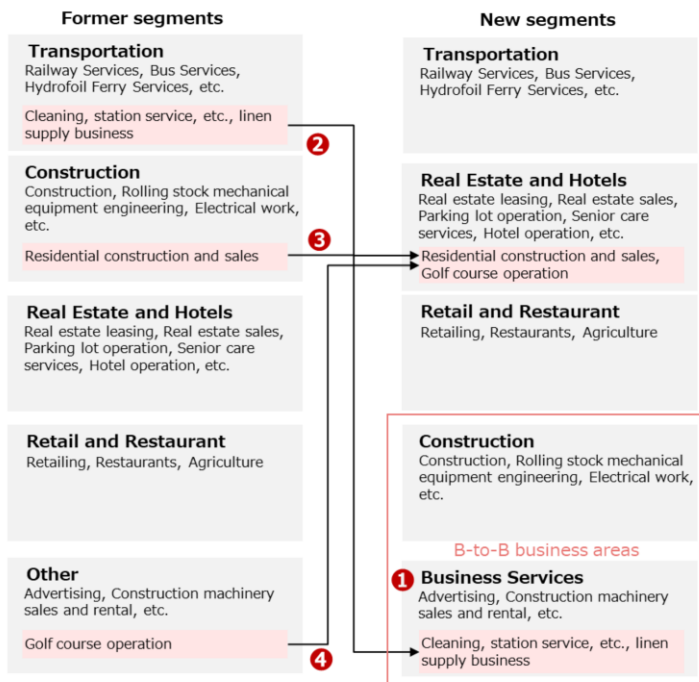 Former segments
Transportation
Railway Services, Bus Services,
Hydrofoil Ferry Services, etc.
Cleaning, station service, etc., linen
supply business
2
Construction
Construction, Rolling stock mechanical
equipment engineering, Electrical work,
etc.
3
Residential construction and sales
Real Estate and Hotels
Real estate leasing, Real estate sales,
Parking lot operation, Senior care
services, Hotel operation, etc.
Retail and Restaurant
Retailing, Restaurants, Agriculture
Other
Advertising, Construction machinery
sales and rental, etc.
Golf course operation
4
New segments
Transportation
Railway Services, Bus Services,
Hydrofoil Ferry Services, etc.
Real Estate and Hotels
Real estate leasing, Real estate sales,
Parking lot operation, Senior care
services, Hotel operation, etc.
Residential construction and sales,
Golf course operation
Retail and Restaurant
Retailing, Restaurants, Agriculture
Construction
Construction, Rolling stock mechanical
equipment engineering, Electrical work,
etc.
B-to-B business areas
1 Business Services
Advertising, Construction machinery
sales and rental, etc.
Cleaning, station service, etc., linen
supply business